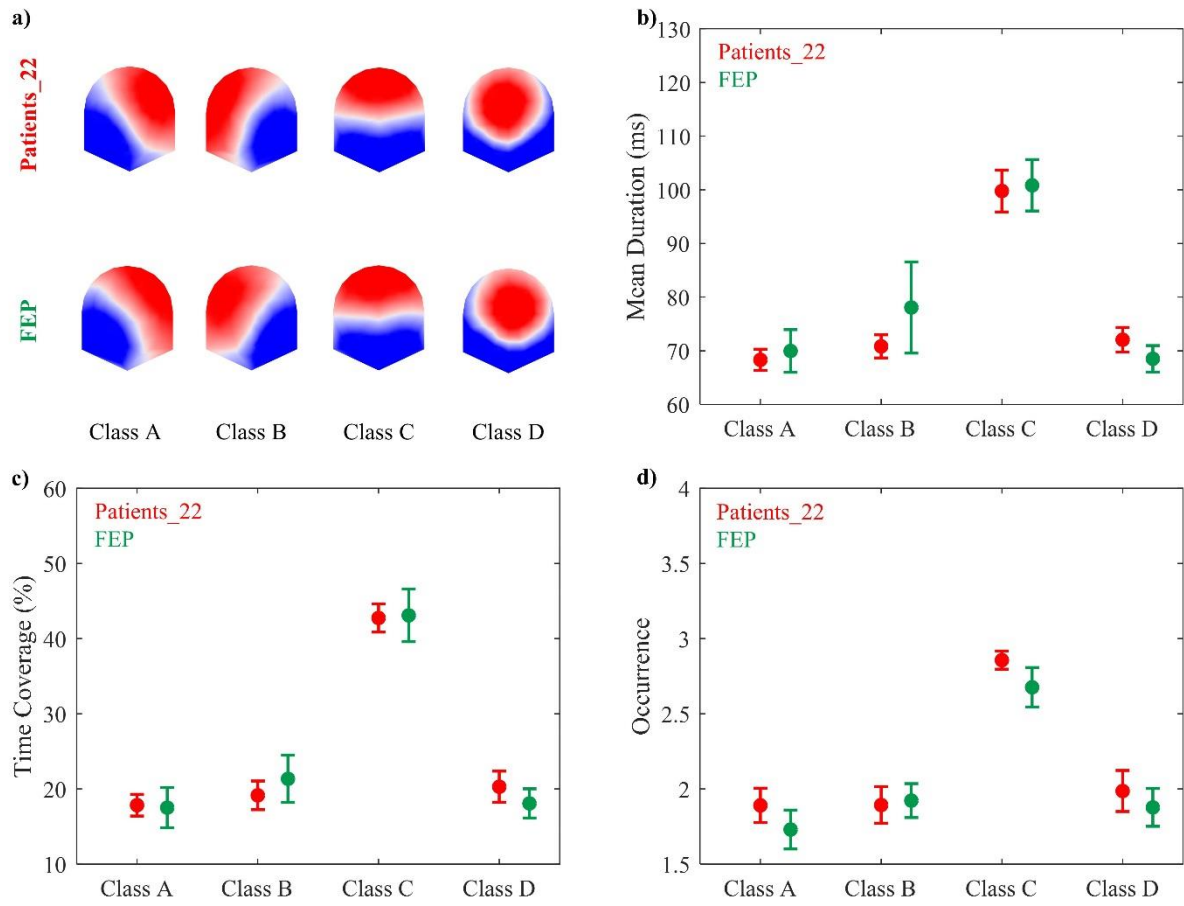 a)
Patients_22
FEP
Class A Class B Class C Class D
b)
130
120
110
100
90
80
70
60
Mean Duration (ms)
Patients_22
FEP
Class A Class B Class C Class D
c)
60
50
40
30
20
10
Time Coverage (%)
Patients_22
FEP
Class A Class B Class C Class D
d)
4
3.5
3
2.5
2
1.5
Occurrence
Patients_22
FEP
Class A Class B Class C Class D